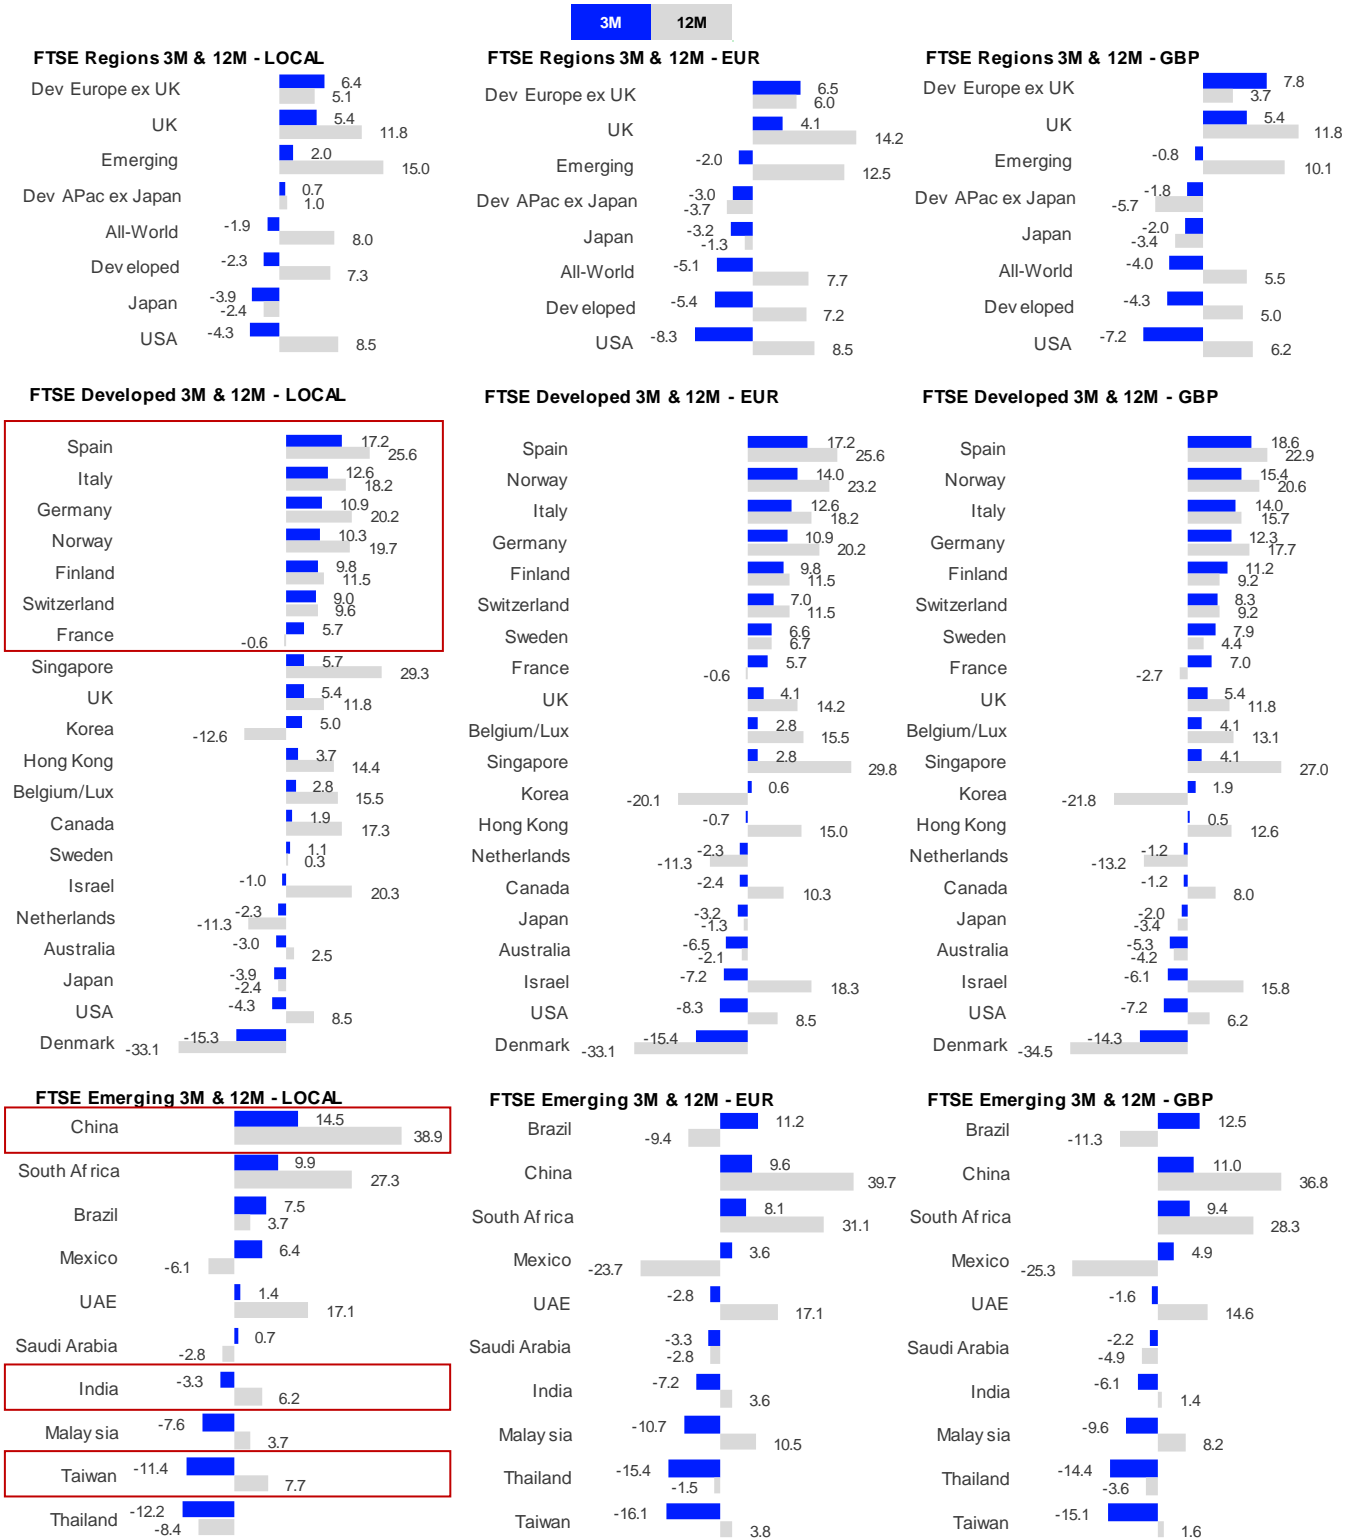 3M 12M
FTSE Regions 3M & 12M - LOCAL
Dev Europe ex UK 6.4 5.1
UK 5.4 11.8
Emerging 2.0 15.0
Dev APac ex Japan 0.7 1.0
All-World -1.9 8.0
Developed -2.3 7.3
Japan -3.9 -2.4
USA -4.3 8.5
FTSE Regions 3M & 12M - EUR
Dev Europe ex UK 6.5 6.0
UK 4.1 14.2
Emerging -2.0 12.5
Dev APac ex Japan -3.0 -3.7
Japan -3.2 -1.3
All-World -5.1 7.7
Developed -5.4 7.2
USA -8.3 8.5
FTSE Regions 3M & 12M - GBP
Dev Europe ex UK 7.8 3.7
UK 5.4 11.8
Emerging -0.8 10.1
Dev APac ex Japan -1.8 -5.7
Japan -2.0 -3.4
All-World -4.0 5.5
Developed -4.3 5.0
USA -7.2 6.2
FTSE Developed 3M & 12M - LOCAL
Spain 17.2 25.6
Italy 12.6 18.2
Germany 10.9 20.2
Norway 10.3 19.7
Finland 9.8 11.5
Switzerland 9.0 9.6
France 5.7 -0.6
Singapore 5.7 29.3
UK 5.4 11.8
Korea 5.0 -12.6
Hong Kong 3.7 14.4
Belgium/Lux 2.8 15.5
Canada 1.9 17.3
Sweden 1.1 0.3
Israel -1.0 20.3
Netherlands -2.3 -11.3
Australia -3.0 2.5
Japan -3.9 -2.4
USA -4.3 8.5
Denmark -15.3 -33.1
FTSE Developed 3M & 12M - EUR
Spain 17.2 25.6
Norway 14.0 23.2
Italy 12.6 18.2
Germany 10.9 20.2
Finland 9.8 11.5
Switzerland 7.0 11.5
Sweden 6.6 6.7
France 5.7 -0.6
UK 4.1 14.2
Belgium/Lux 2.8 15.5
Singapore 2.8 29.8
Korea 0.6 -20.1
Hong Kong -0.7 15.0
Netherlands -2.3 -11.3
Canada -2.4 10.3
Japan -3.2 -1.3
Australia -6.5 -2.1
Israel -7.2 18.3
USA -8.3 8.5
Denmark -15.4 -33.1
FTSE Developed 3M & 12M - GBP
Spain 18.6 22.9
Norway 15.4 20.6
Italy 14.0 15.7
Germany 12.3 17.7
Finland 11.2 9.2
Switzerland 8.3 9.2
Sweden 7.9 4.4
France 7.0 -2.7
UK 5.4 11.8
Belgium/Lux 4.1 13.1
Singapore 4.1 27.0
Korea 1.9 -21.8
Hong Kong 0.5 12.6
Netherlands -1.2 -13.2
Canada -1.2 8.0
Japan -2.0 -3.4
Australia -5.3 -4.2
Israel -6.1 15.8
USA -7.2 6.2
Denmark -14.3 -34.5
FTSE Emerging 3M & 12M - LOCAL
China 14.5 38.9
South Africa 9.9 27.3
Brazil 7.5 3.7
Mexico 6.4 -6.1
UAE 1.4 17.1
Saudi Arabia 0.7 -2.8
India -3.3 6.2
Malaysia -7.6 3.7
Taiwan -11.4 7.7
Thailand -12.2 -8.4
FTSE Emerging 3M & 12M - EUR
Brazil 11.2 -9.4
China 9.6 39.7
South Africa 8.1 31.1
Mexico 3.6 -23.7
UAE -2.8 17.1
Saudi Arabia -3.3 -2.8
India -7.2 3.6
Malaysia -10.7 10.5
Thailand -15.4 -1.5
Taiwan -16.1 3.8
FTSE Emerging 3M & 12M - GBP
Brazil 12.5 -11.3
China 11.0 36.8
South Africa 9.4 28.3
Mexico 4.9 -25.3
UAE -1.6 14.6
Saudi Arabia -2.2 -4.9
India -6.1 1.4
Malaysia -9.6 8.2
Thailand -14.4 -3.6
Taiwan -15.1 1.6